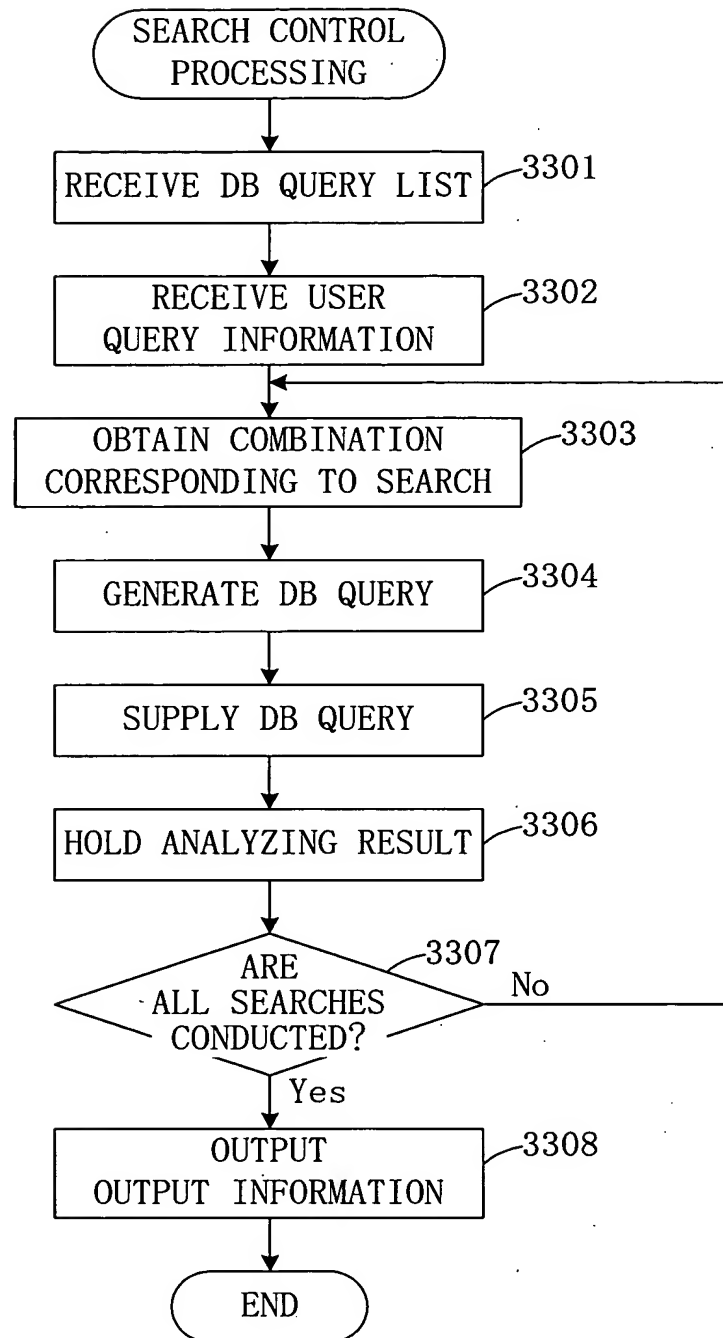 SEARCH CONTROL
PROCESSING
RECEIVE DB QUERY LIST
3301
RECEIVE USER
QUERY INFORMATION
3302
OBTAIN COMBINATION
CORRESPONDING TO SEARCH
3303
GENERATE DB QUERY
3304
SUPPLY DB QUERY
3305
HOLD ANALYZING RESULT
3306
ARE
ALL SEARCHES
CONDUCTED?
3307
No
Yes
OUTPUT
OUTPUT INFORMATION
3308
END